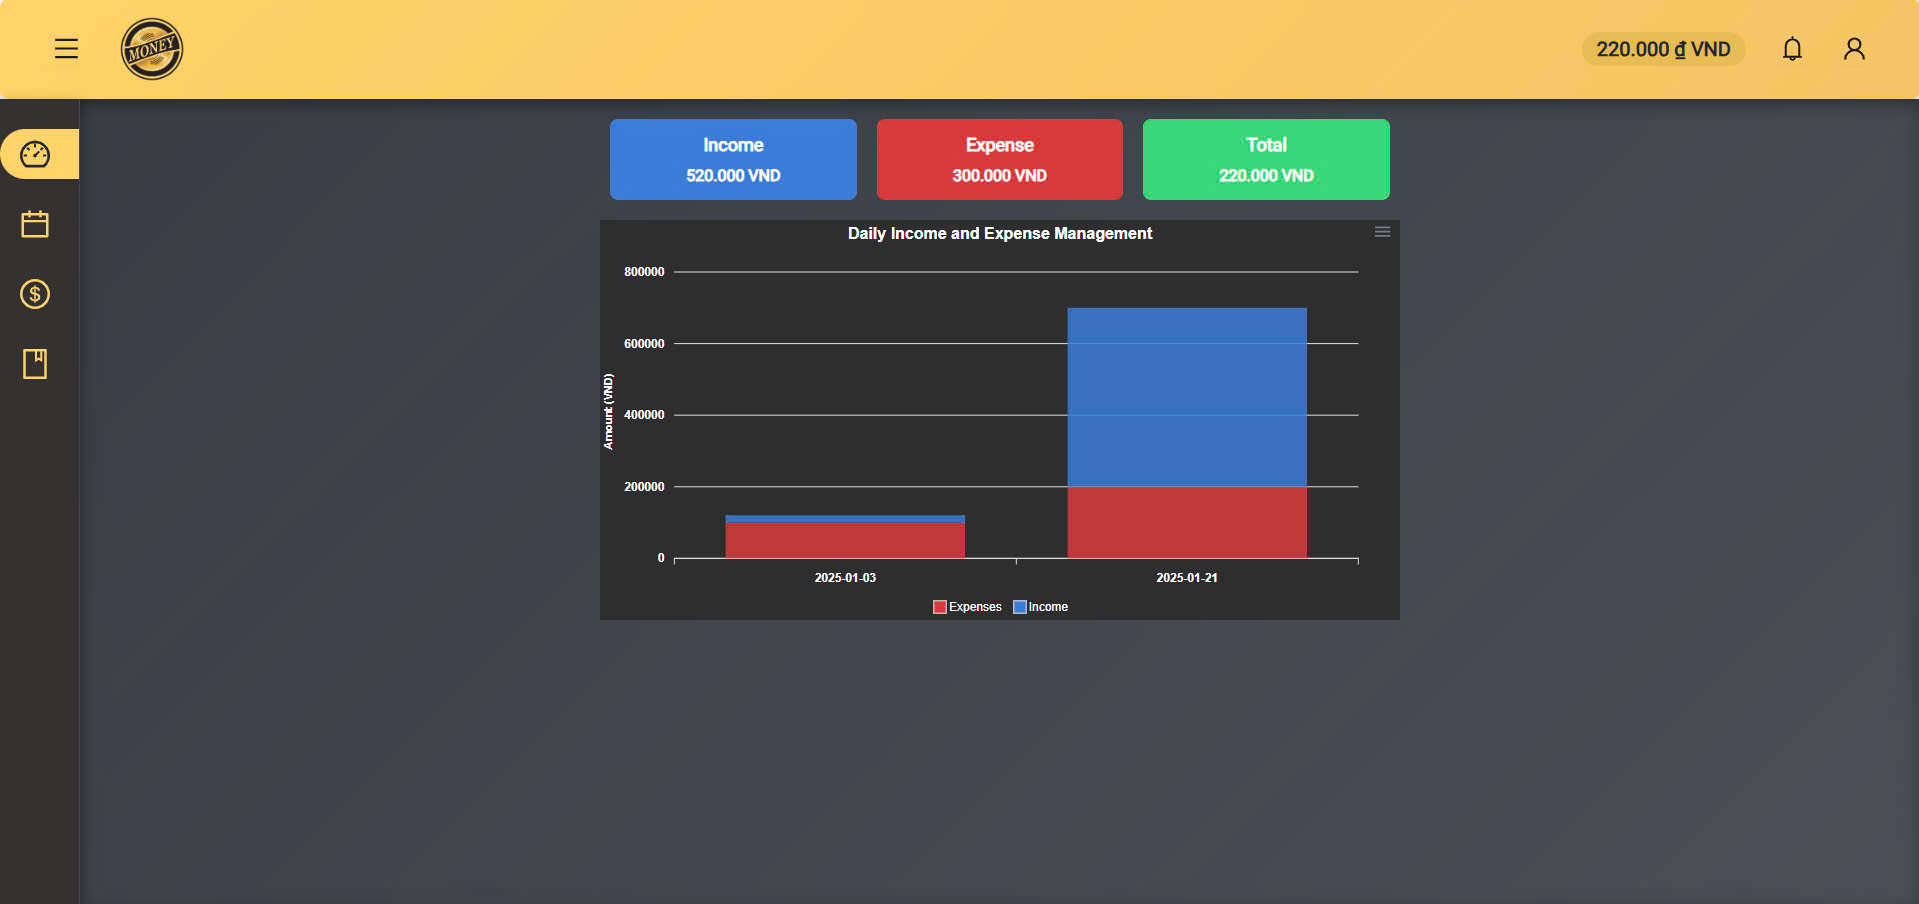 MONEY
220.000 ₫ VND
Income
520.000 VND
Expense
300.000 VND
Total
220.000 VND
Daily Income and Expense Management
800000
600000
400000
200000
0
Amount (VND)
2025-01-03
2025-01-21
Expenses
Income